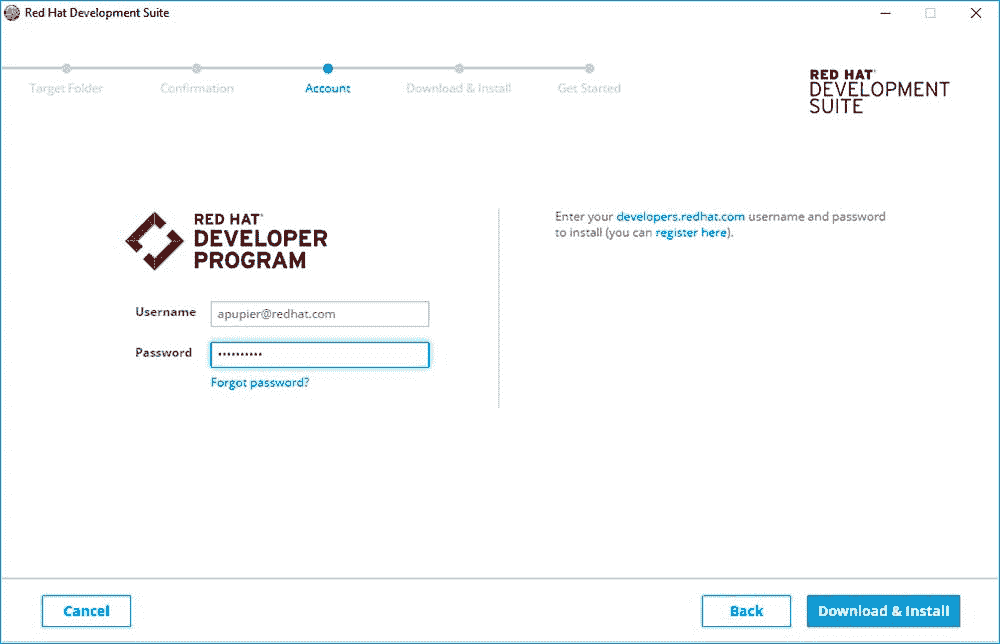 Red Hat Development Suite
Target Folder
Confirmation
Account
Download & Install
Get Started
RED HAT®
DEVELOPMENT
SUITE
RED HAT®
DEVELOPER
PROGRAM
Username
apupier@redhat.com
Password
••••••••••
Forgot password?
Enter your developers.redhat.com username and password
to install (you can register here).
Cancel
Back
Download & Install